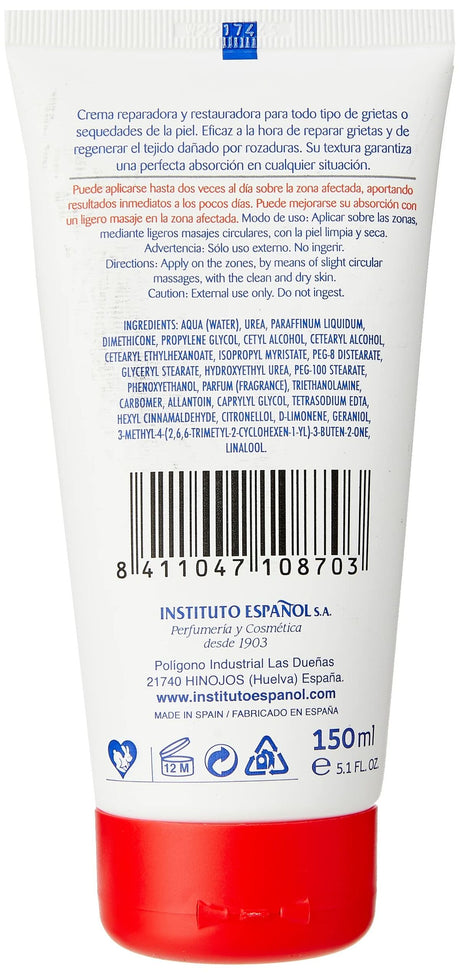 174
Crema reparadora y restauradora para todo tipo de grietas o
sequedades de la piel. Eficaz a la hora de reparar grietas y de
regenerar el tejido dañado por rozaduras. Su textura garantiza
una perfecta absorción en cualquier situación.
Puede aplicarse hasta dos veces al día sobre la zona afectada, aportando
resultados inmediatos a los pocos días. Puede mejorarse su absorción con
un ligero masaje en la zona afectada. Modo de uso: Aplicar sobre las zonas,
mediante ligeros masajes circulares, con la piel limpia y seca.
Advertencia: Sólo uso externo. No ingerir.
Directions: Apply on the zones, by means of slight circular
massages, with the clean and dry skin.
Caution: External use only. Do not ingest.
INGREDIENTS: AQUA (WATER), UREA, PARAFFINUM LIQUIDUM,
DIMETHICONE, PROPYLENE GLYCOL, CETYL ALCOHOL, CETEARYL ALCOHOL,
CETEARYL ETHYLHEXANOATE, ISOPROPYL MYRISTATE, PEG-8 DISTEARATE,
GLYCERYL STEARATE, HYDROXYETHYL UREA, PEG-100 STEARATE,
PHENOXYETHANOL, PARFUM (FRAGRANCE), TRIETHANOLAMINE,
CARBOMER, ALLANTOIN, CAPRYLYL GLYCOL, TETRASODIUM EDTA,
HEXYL CINNAMALDEHYDE, CITRONELLOL, D-LIMONENE, GERANIOL,
3-METHYL-4-(2,6,6-TRIMETYL-2-CYCLOHEXEN-1-YL)-3-BUTEN-2-ONE,
LINALOOL.
8 411047 108703
INSTITUTO ESPAÑOL S.A.
Perfumería y Cosmética
desde 1903
Polígono Industrial Las Dueñas
21740 HINOJOS (Huelva) España.
www.institutoespanol.com
MADE IN SPAIN / FABRICADO EN ESPAÑA
12 M
150ml
e 5.1 FL. OZ.